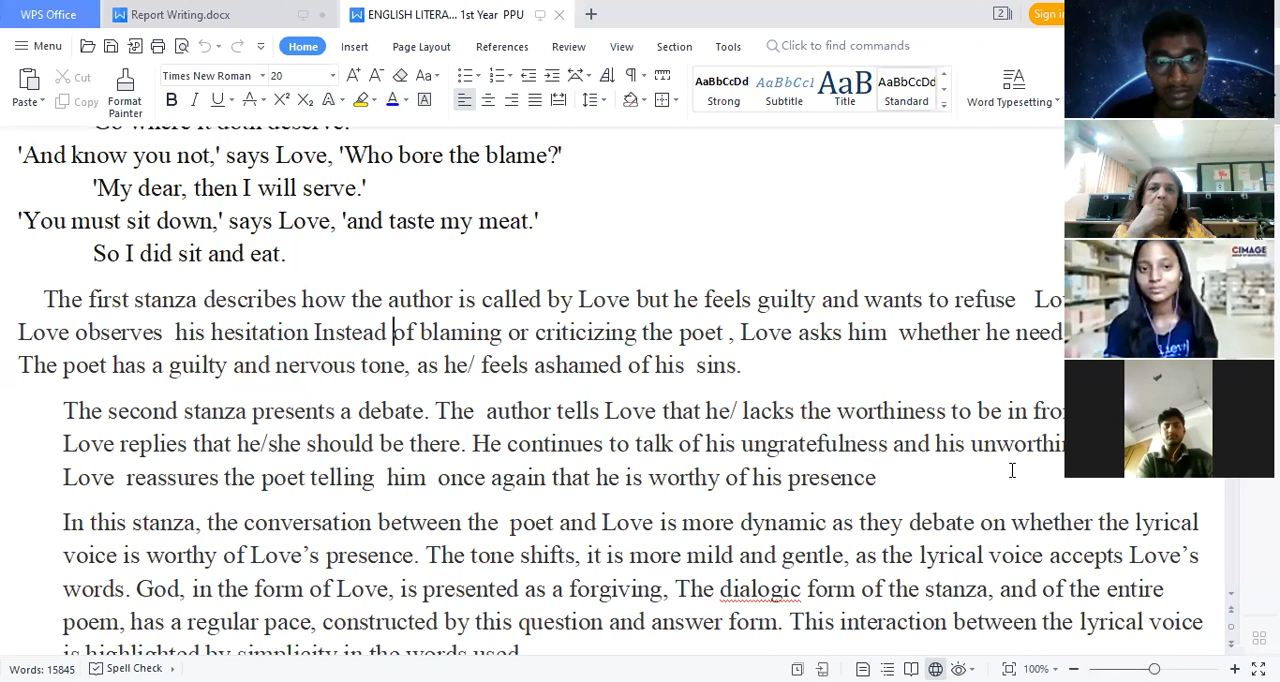 WPS Office Report Writing.docx ENGLISH LITERA... 1st Year PPU 2 Sign in
Menu Home Insert Page Layout References Review View Section Tools Click to find commands
Paste Cut Copy Format Painter Times New Roman 20 AaBbCcDd Strong AaBbCcl Subtitle AaB Title AaBbCcDd Standard Word Typesetting
'And know you not,' says Love, 'Who bore the blame?'
'My dear, then I will serve.'
'You must sit down,' says Love, 'and taste my meat.'
So I did sit and eat.
The first stanza describes how the author is called by Love but he feels guilty and wants to refuse
Love observes his hesitation Instead of blaming or criticizing the poet , Love asks him whether he need
The poet has a guilty and nervous tone, as he/ feels ashamed of his sins.
The second stanza presents a debate. The author tells Love that he/ lacks the worthiness to be in
Love replies that he/she should be there. He continues to talk of his ungratefulness and his
Love reassures the poet telling him once again that he is worthy of his presence
In this stanza, the conversation between the poet and Love is more dynamic as they debate on whether the lyrical
voice is worthy of Love's presence. The tone shifts, it is more mild and gentle, as the lyrical voice accepts Love's
words. God, in the form of Love, is presented as a forgiving, The dialogic form of the stanza, and of the entire
poem, has a regular pace, constructed by this question and answer form. This interaction between the lyrical voice
is highlighted by simplicity in the words used
Words: 15845 Spell Check 100%
CIMAGE